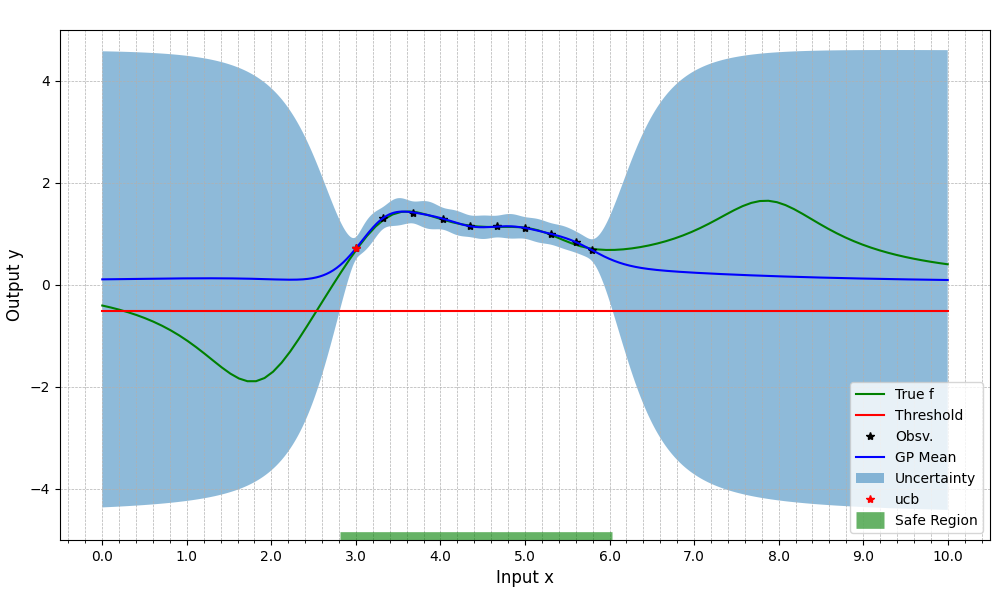 4
2
0
−2
−4
Output y
0.0 1.0 2.0 3.0 4.0 5.0 6.0 7.0 8.0 9.0 10.0
Input x
True f
Threshold
Obsv.
GP Mean
Uncertainty
ucb
Safe Region